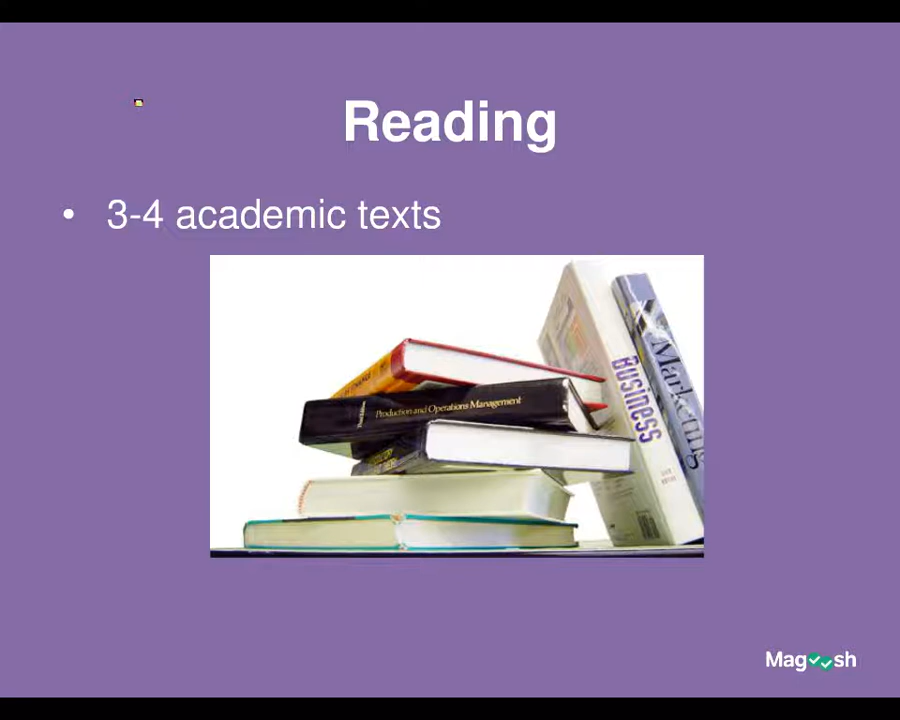 Reading
• 3-4 academic texts
Production and Operations Management
Business
Marketing
Magoosh